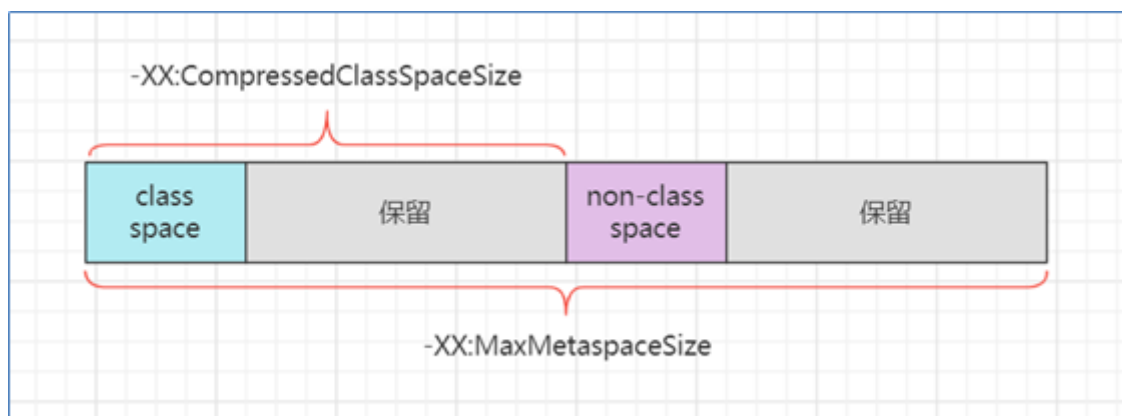 -XX:CompressedClassSpaceSize
class
space
保留
non-class
space
保留
-XX:MaxMetaspaceSize